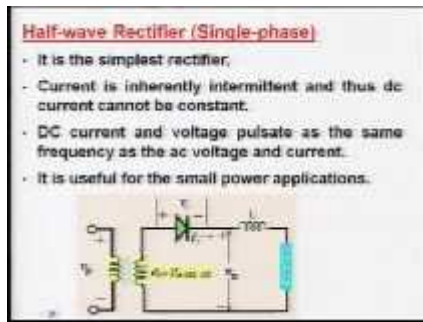 Half-wave Rectifier (Single-phase)
- It is the simplest rectifier.
- Current is inherently intermittent and thus dc
current cannot be constant.
- DC current and voltage pulsate as the same
frequency as the ac voltage and current.
- It is useful for the small power applications.